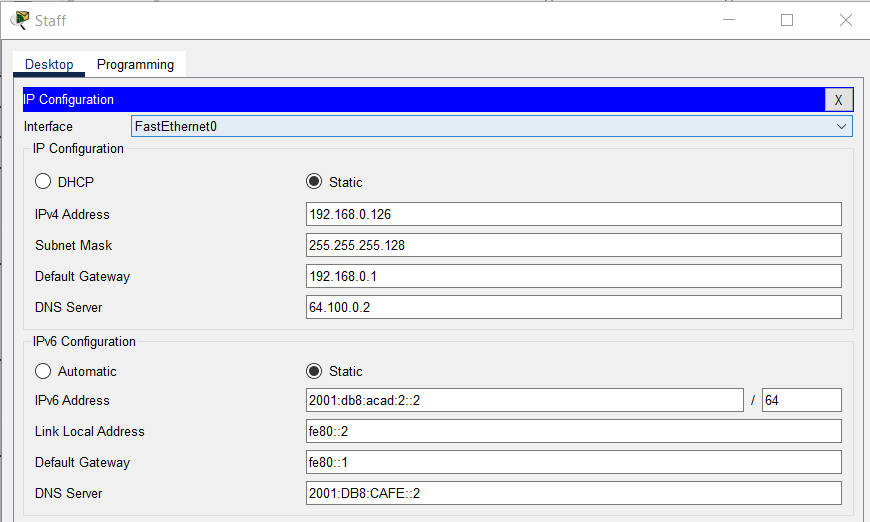 Staff
Desktop Programming
IP Configuration X
Interface FastEthernet0
IP Configuration
DHCP Static
IPv4 Address 192.168.0.126
Subnet Mask 255.255.255.128
Default Gateway 192.168.0.1
DNS Server 64.100.0.2
IPv6 Configuration
Automatic Static
IPv6 Address 2001:db8:acad:2::2 / 64
Link Local Address fe80::2
Default Gateway fe80::1
DNS Server 2001:DB8:CAFE::2